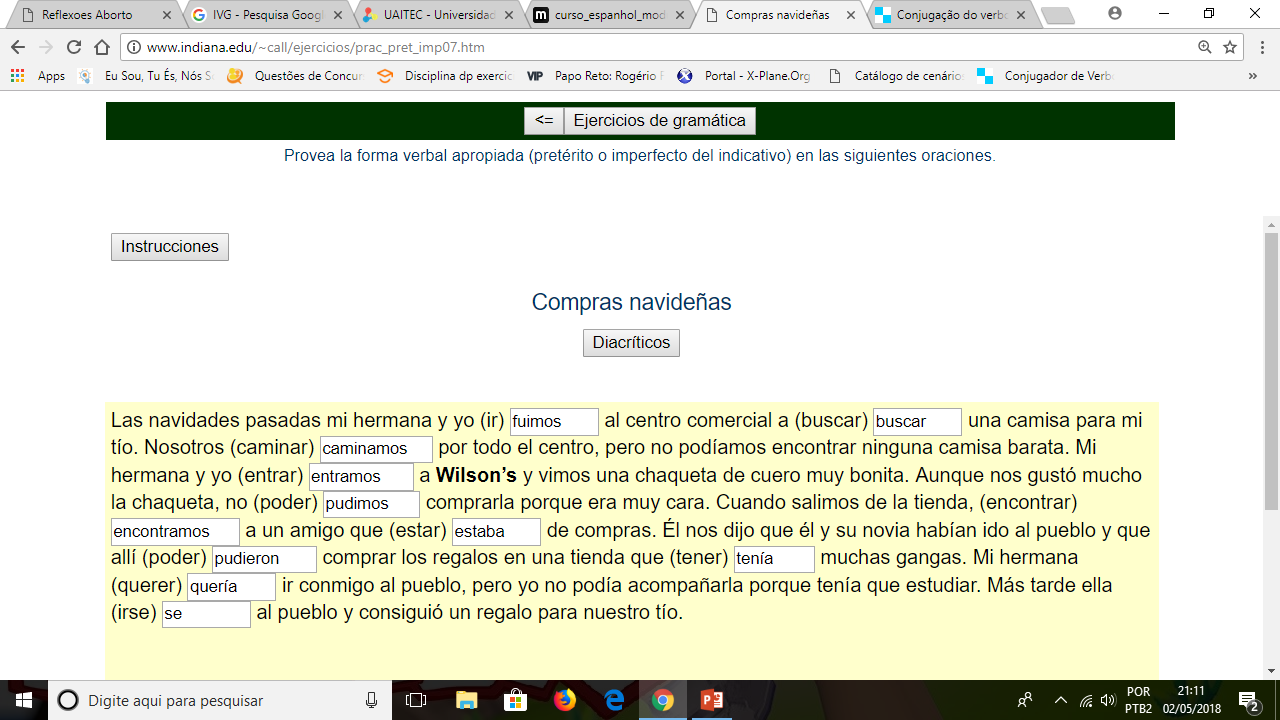 Reflexoes Aborto
IVG - Pesquisa Goog
UAITEC - Universidad
curso_espanhol_mod
Compras navideñas
Conjugação do verb
www.indiana.edu/~call/ejercicios/prac_pret_imp07.htm
Apps
Eu Sou, Tu És, Nós S
Questões de Concur
Disciplina dp exercic
VIP Papo Reto: Rogério F
Portal - X-Plane.Org
Catálogo de cenário
Conjugador de Verb
»
<= Ejercicios de gramática
Provea la forma verbal apropiada (pretérito o imperfecto del indicativo) en las siguientes oraciones.
Instrucciones
Compras navideñas
Diacríticos
Las navidades pasadas mi hermana y yo (ir) fuimos al centro comercial a (buscar) buscar una camisa para mi
tío. Nosotros (caminar) caminamos por todo el centro, pero no podíamos encontrar ninguna camisa barata. Mi
hermana y yo (entrar) entramos a Wilson’s y vimos una chaqueta de cuero muy bonita. Aunque nos gustó mucho
la chaqueta, no (poder) pudimos comprarla porque era muy cara. Cuando salimos de la tienda, (encontrar)
encontramos a un amigo que (estar) estaba de compras. Él nos dijo que él y su novia habían ido al pueblo y que
allí (poder) pudieron comprar los regalos en una tienda que (tener) tenía muchas gangas. Mi hermana
(querer) quería ir conmigo al pueblo, pero yo no podía acompañarla porque tenía que estudiar. Más tarde ella
(irse) se al pueblo y consiguió un regalo para nuestro tío.
Digite aqui para pesquisar
POR
PTB2
21:11
02/05/2018
2